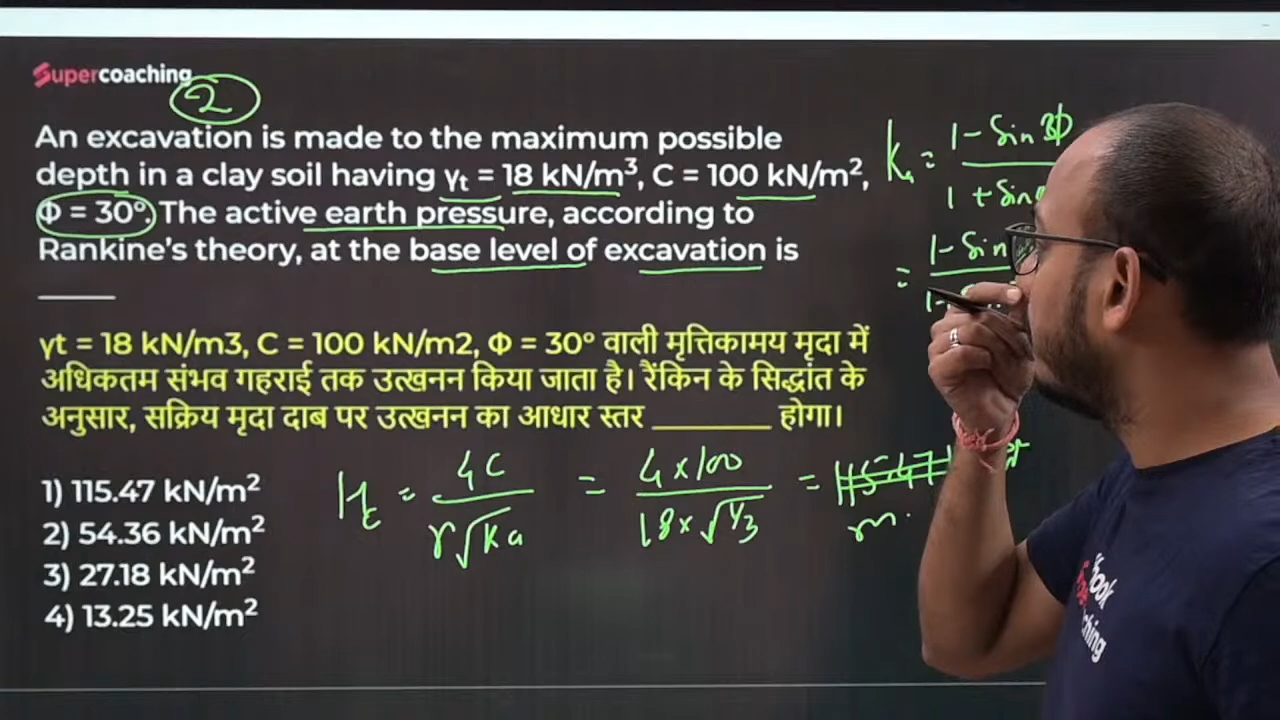 Supercoaching
2
An excavation is made to the maximum possible
depth in a clay soil having γt = 18 kN/m³, C = 100 kN/m²,
Φ = 30°. The active earth pressure, according to
Rankine's theory, at the base level of excavation is
______
γt = 18 kN/m3, C = 100 kN/m2, Φ = 30° वाली मृत्तिकामय मृदा में
अधिकतम संभव गहराई तक उत्खनन किया जाता है। रैंकिन के सिद्धांत के
अनुसार, सक्रिय मृदा दाब पर उत्खनन का आधार स्तर ________ होगा।
1) 115.47 kN/m²
2) 54.36 kN/m²
3) 27.18 kN/m²
4) 13.25 kN/m²
1 - Sin
1 + Sin
= 1 - Sin
= 4C / γ√Ka = 4×100 / 18×√1/3 =
m.